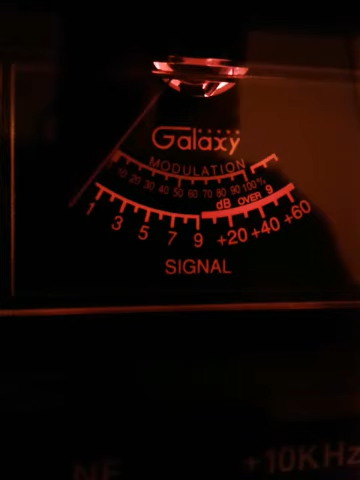 Galaxy
MODULATION
10 20 30 40 50 60 70 80 90 100%
dB OVER 9
1 3 5 7 9 +20 +40 +60
SIGNAL
+10KHz